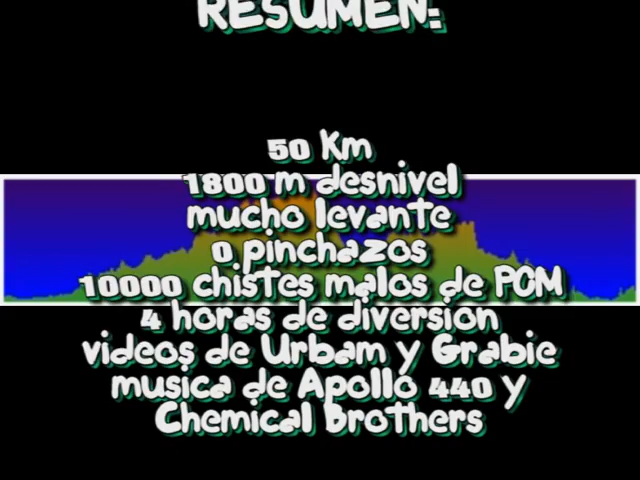 RESUMEN:
50 Km
1800 m desnivel
mucho levante
0 pinchazos
10000 chistes malos de PCM
4 horas de diversión
videos de Urbam y Grabie
musica de Apollo 440 y
Chemical Brothers